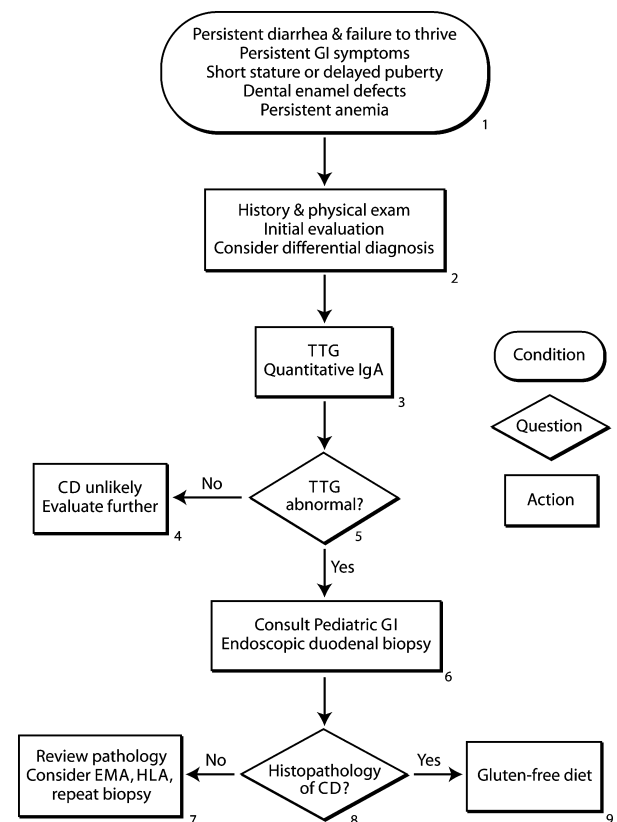 Persistent diarrhea & failure to thrive
Persistent GI symptoms
Short stature or delayed puberty
Dental enamel defects
Persistent anemia
1
History & physical exam
Initial evaluation
Consider differential diagnosis
2
TTG
Quantitative IgA
3
Condition
Question
Action
TTG
abnormal?
5
No
CD unlikely
Evaluate further
4
Yes
Consult Pediatric GI
Endoscopic duodenal biopsy
6
Histopathology
of CD?
8
No
Review pathology
Consider EMA, HLA,
repeat biopsy
7
Yes
Gluten-free diet
9